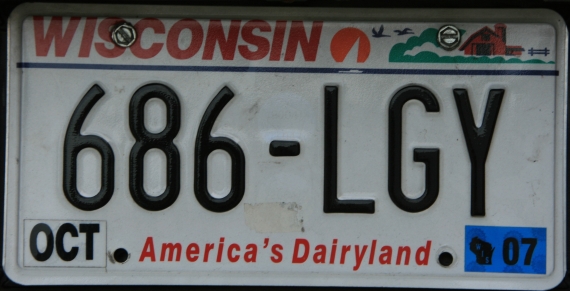 WISCONSIN
686-LGY
OCT America's Dairyland 07